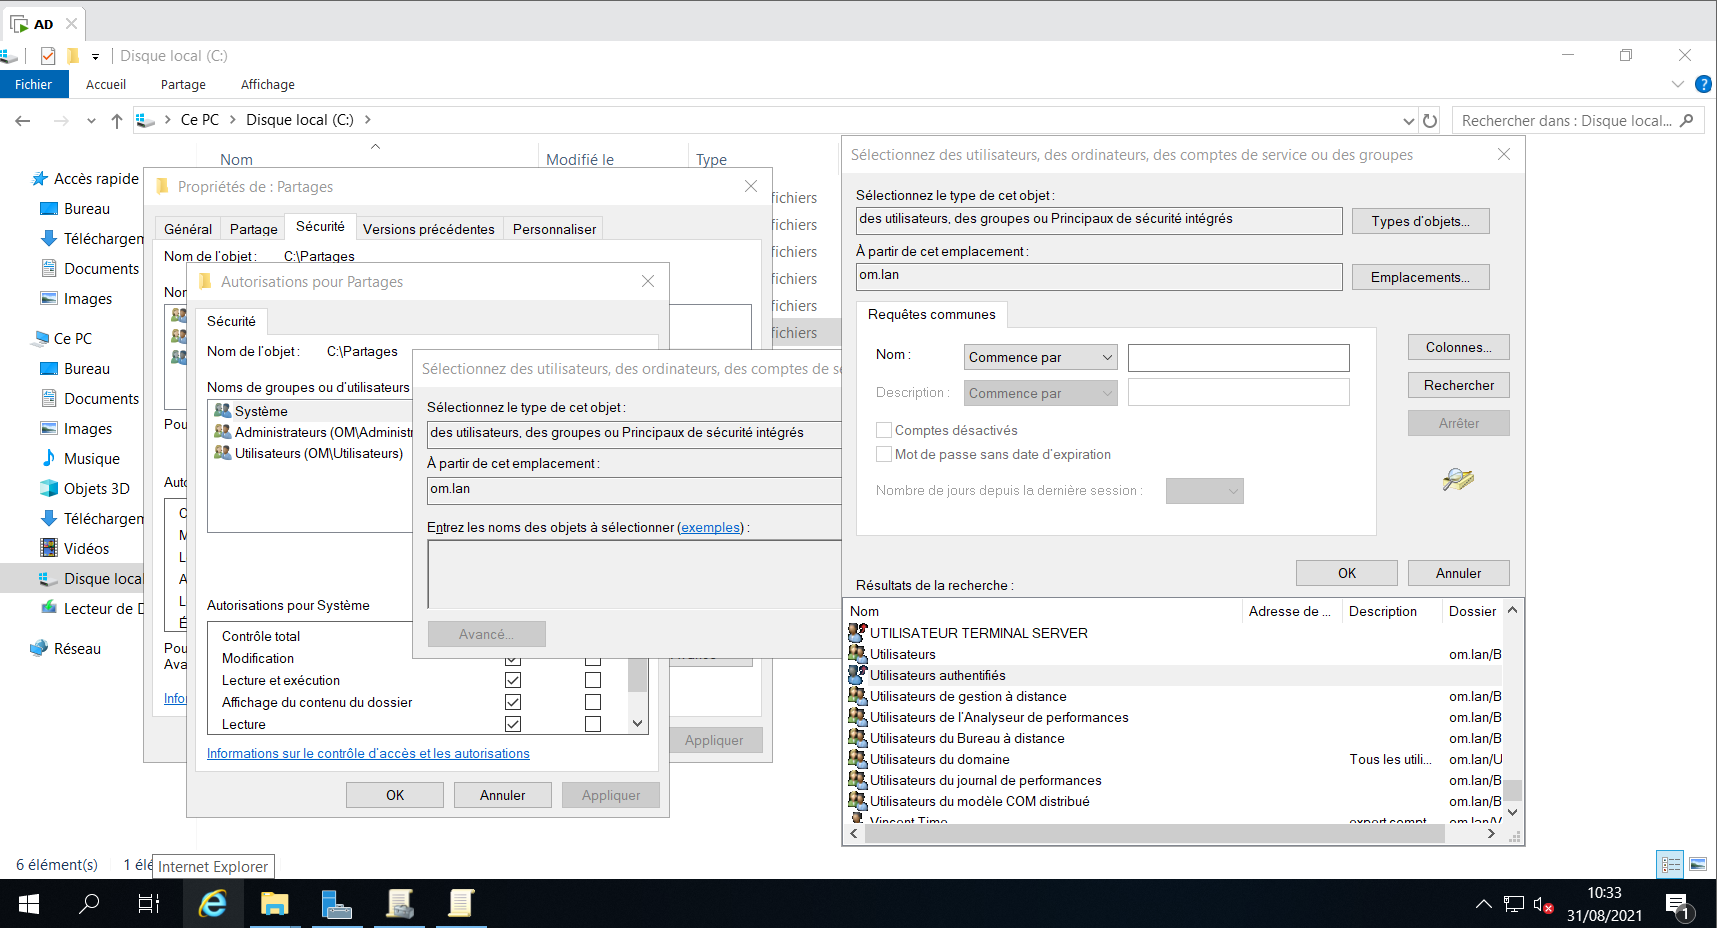 AD
Disque local (C:)
Fichier
Accueil
Partage
Affichage
Ce PC
Disque local (C:)
Rechercher dans : Disque local...
Nom
Modifié le
Type
Accès rapide
Bureau
Documents
Images
Ce PC
Bureau
Documents
Images
Musique
Objets 3D
Vidéos
Disque loca
Lecteur de D
Réseau
fichiers
fichiers
fichiers
fichiers
fichiers
fichiers
Propriétés de : Partages
Général
Partage
Sécurité
Versions précédentes
Personnaliser
Nom de l'objet :
C:\Partages
Pou
Pou
Ava
Info
Appliquer
Autorisations pour Partages
Sécurité
Nom de l'objet :
C:\Partages
Noms de groupes ou d'utilisateurs
Système
Administrateurs (OM\Administr
Utilisateurs (OM\Utilisateurs)
Autorisations pour Système
Contrôle total
Modification
Lecture et exécution
Affichage du contenu du dossier
Lecture
Informations sur le contrôle d'accès et les autorisations
OK
Annuler
Appliquer
Sélectionnez des utilisateurs, des ordinateurs, des comptes de se
Sélectionnez le type de cet objet :
des utilisateurs, des groupes ou Principaux de sécurité intégrés
À partir de cet emplacement :
om.lan
Entrez les noms des objets à sélectionner (exemples) :
Avancé...
Sélectionnez des utilisateurs, des ordinateurs, des comptes de service ou des groupes
Sélectionnez le type de cet objet :
des utilisateurs, des groupes ou Principaux de sécurité intégrés
Types d'objets...
À partir de cet emplacement :
om.lan
Emplacements...
Requêtes communes
Nom :
Commence par
Description :
Commence par
Comptes désactivés
Mot de passe sans date d'expiration
Nombre de jours depuis la dernière session :
Colonnes...
Rechercher
Arrêter
OK
Annuler
Résultats de la recherche :
Nom
Adresse de ...
Description
Dossier
UTILISATEUR TERMINAL SERVER
Utilisateurs om.lan/B
Utilisateurs authentifiés
Utilisateurs de gestion à distance om.lan/B
Utilisateurs de l'Analyseur de performances om.lan/B
Utilisateurs du Bureau à distance om.lan/B
Utilisateurs du domaine Tous les utili... om.lan/U
Utilisateurs du journal de performances om.lan/B
Utilisateurs du modèle COM distribué om.lan/B
Vincent Time expert compt om.lan/V
6 élément(s)
1 élé
Internet Explorer
10:33
31/08/2021
1